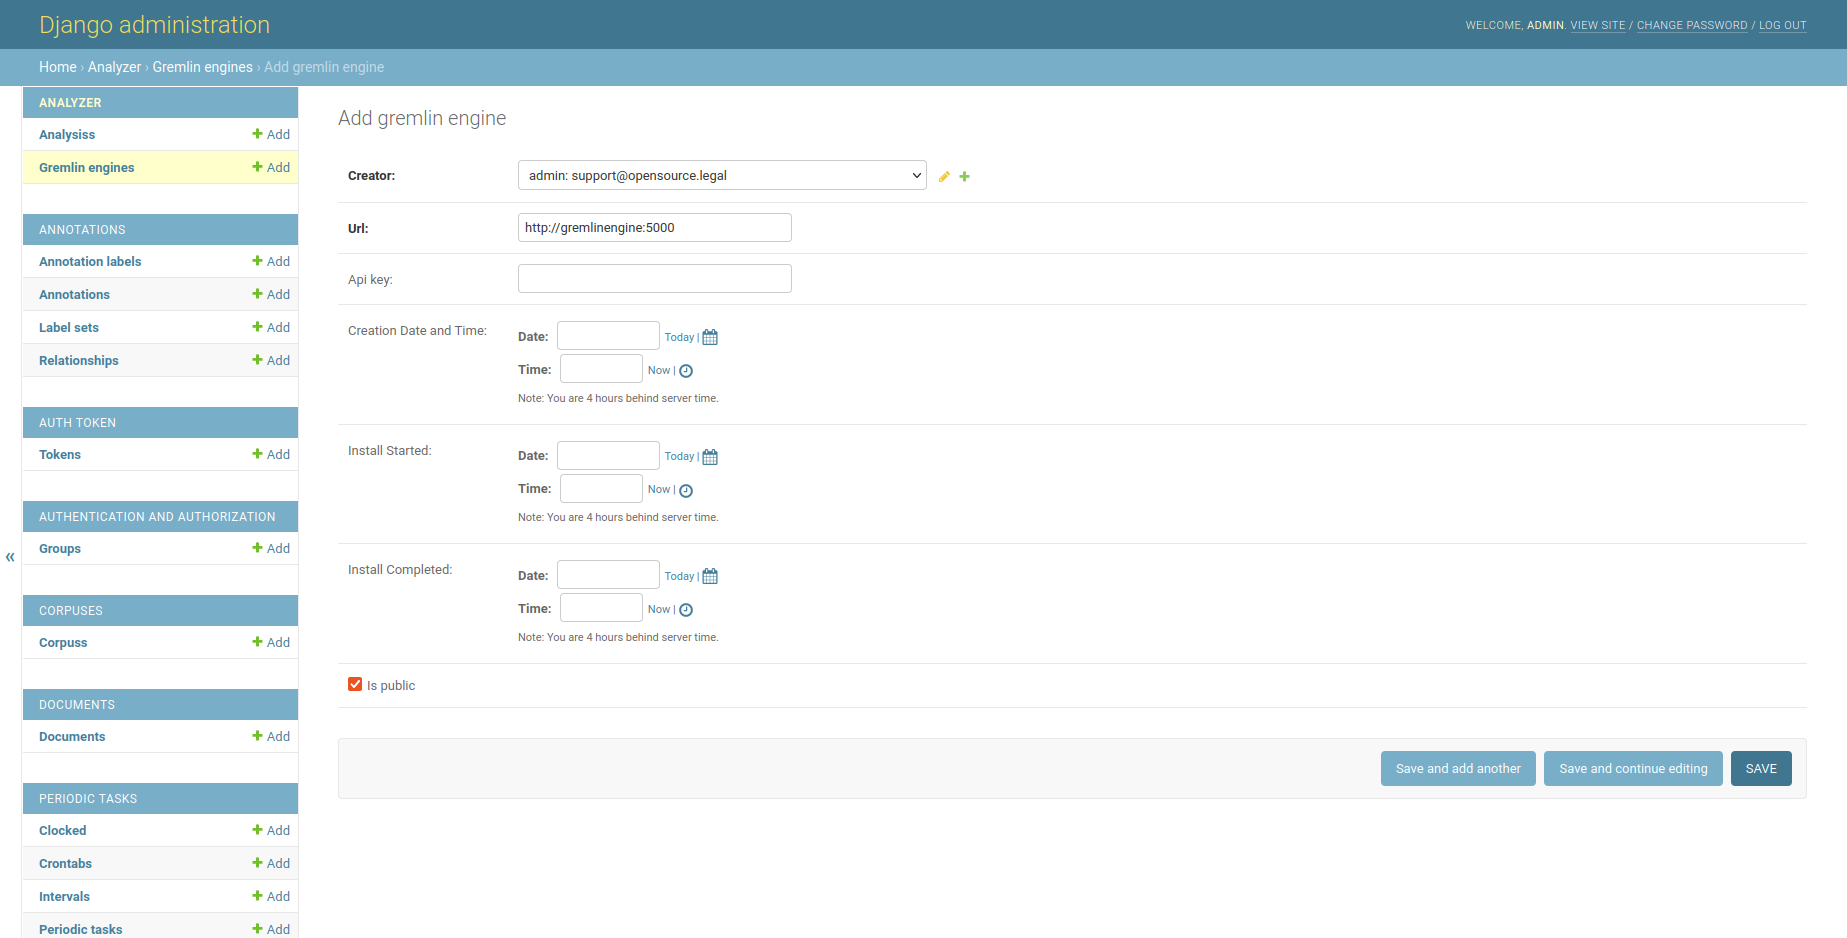 Django administration
WELCOME, ADMIN. VIEW SITE / CHANGE PASSWORD / LOG OUT
Home › Analyzer › Gremlin engines › Add gremlin engine
ANALYZER
Analysiss Add
Gremlin engines Add
ANNOTATIONS
Annotation labels Add
Annotations Add
Label sets Add
Relationships Add
AUTH TOKEN
Tokens Add
AUTHENTICATION AND AUTHORIZATION
Groups Add
CORPUSES
Corpuss Add
DOCUMENTS
Documents Add
PERIODIC TASKS
Clocked Add
Crontabs Add
Intervals Add
Periodic tasks Add
«
Add gremlin engine
Creator: admin: support@opensource.legal
Url: http://gremlinengine:5000
Api key:
Creation Date and Time: Date: Today |
Time: Now |
Note: You are 4 hours behind server time.
Install Started: Date: Today |
Time: Now |
Note: You are 4 hours behind server time.
Install Completed: Date: Today |
Time: Now |
Note: You are 4 hours behind server time.
Is public
Save and add another Save and continue editing SAVE